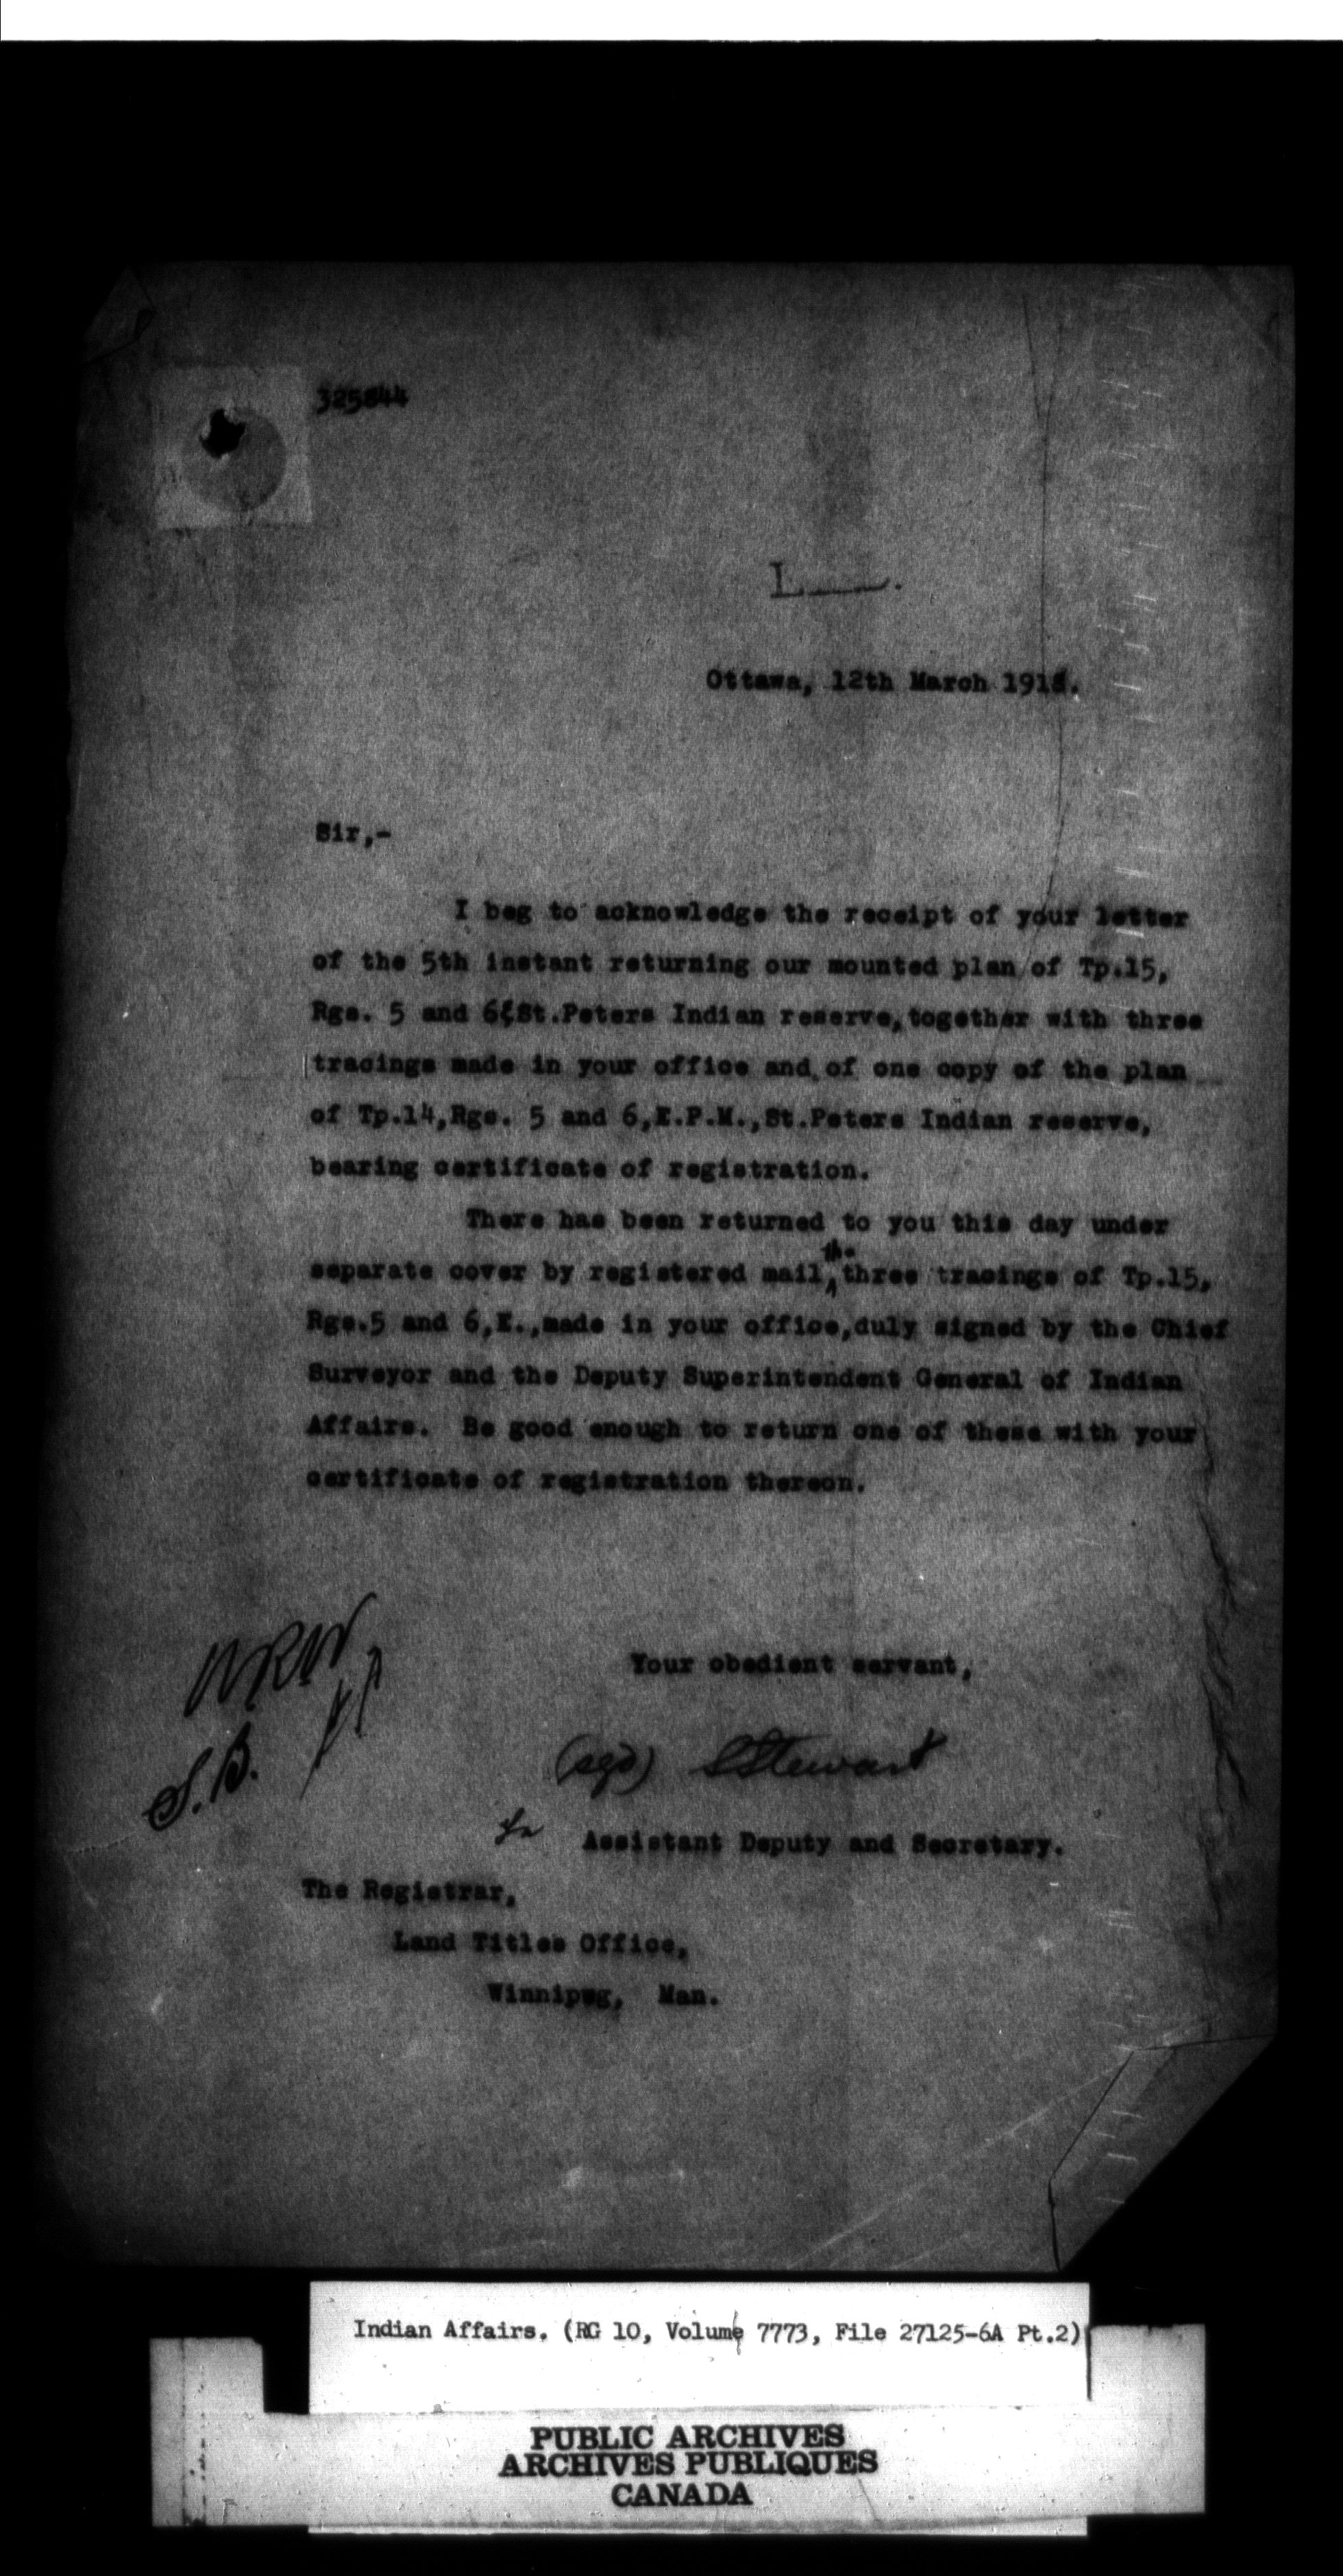 325844
L
Ottawa, 12th March 191
Sir,-
I beg to acknowledge the receipt of your letter
of the 5th instant returning our mounted plan of Tp.15,
Rgs. 5 and 6,St.Peters Indian reserve,together with three
tracings made in your office and of one copy of the plan
of Tp.14,Rgs. 5 and 6,E.P.M.,St.Peters Indian reserve,
bearing certificate of registration.
There has been returned to you this day under
separate cover by registered mail, the three tracings of Tp.15,
Rgs.5 and 6,E.,made in your office,duly signed by the Chief
Surveyor and the Deputy Superintendent General of Indian
Affairs. Be good enough to return one of these with your
certificate of registration thereon.
Your obedient servant,
(sgd) S Stewart
Assistant Deputy and Secretary.
S.B.
The Registrar,
Land Titles Office,
Winnipeg, Man.
Indian Affairs. (RG 10, Volume 7773, File 27125-6A Pt.2)
PUBLIC ARCHIVES
ARCHIVES PUBLIQUES
CANADA